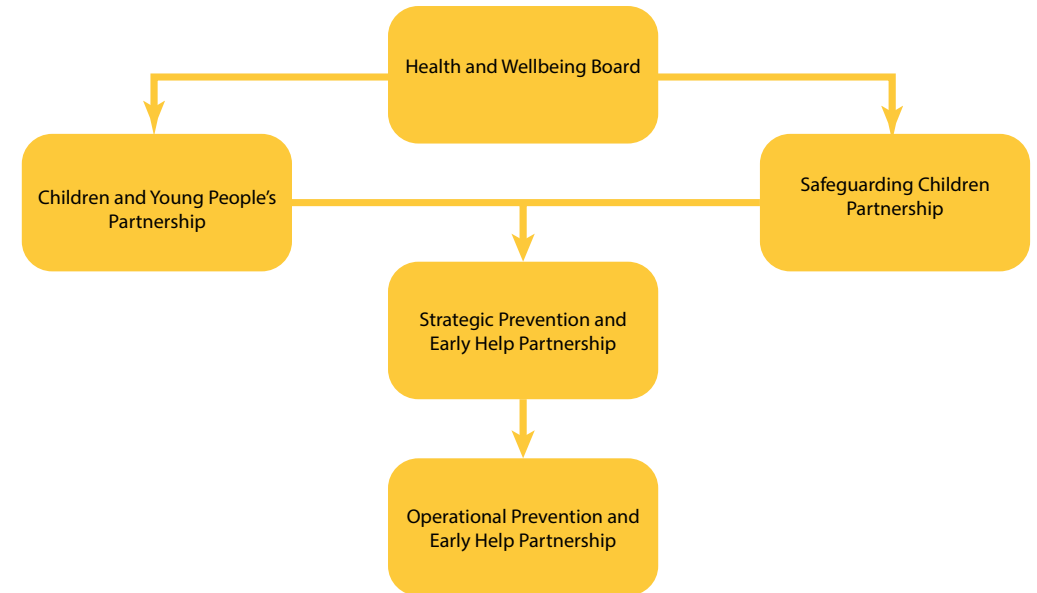 Health and Wellbeing Board
Children and Young People’s
Partnership
Safeguarding Children
Partnership
Strategic Prevention and
Early Help Partnership
Operational Prevention and
Early Help Partnership